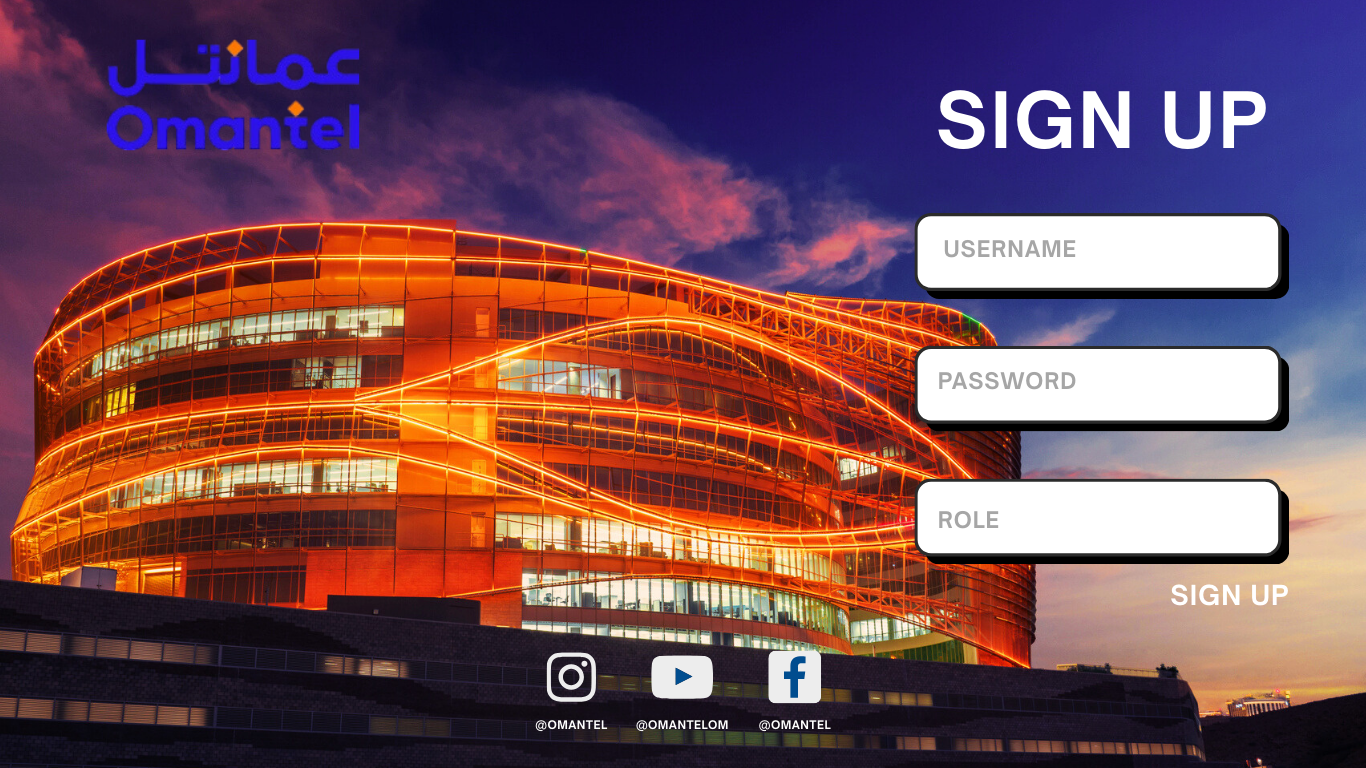 عمانتل
Omantel
SIGN UP
USERNAME
PASSWORD
ROLE
SIGN UP
@OMANTEL
@OMANTELOM
@OMANTEL